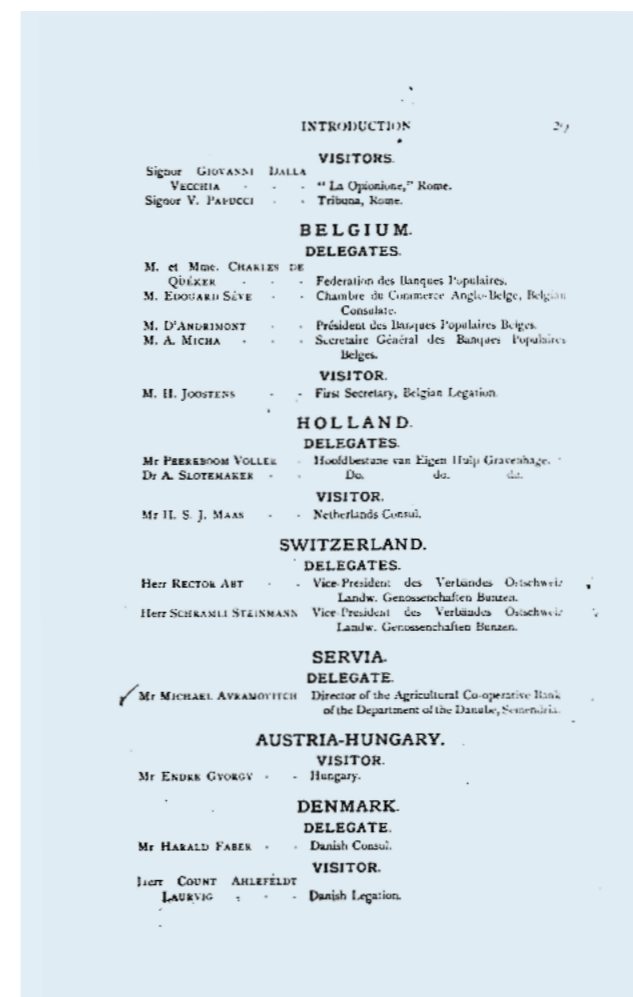 INTRODUCTION 29
VISITORS.
Signor GIOVANNI DALLA
VECCHIA - - - “ La Opionione,” Rome.
Signor V. PAPUCCI - - Tribuna, Rome.
BELGIUM.
DELEGATES.
M. et Mme. CHARLES DE
QUÉKER - - - Federation des Banques Populaires.
M. EDOUARD SÈVE - - Chambre du Commerce Anglo-Belge, Belgian
Consulate.
M. D'ANDRIMONT - - Président des Banques Populaires Belges.
M. A. MICHA - - - Secretaire Général des Banques Populaires
Belges.
VISITOR.
M. H. JOOSTENS - - First Secretary, Belgian Legation.
HOLLAND.
DELEGATES.
Mr PEEREBOOM VOLLER - Hoofdbestune van Eigen Hulp Gravenhage.
Dr A. SLOTEMAKER - - Do. do. do.
VISITOR.
Mr H. S. J. MAAS - - Netherlands Consul.
SWITZERLAND.
DELEGATES.
Herr RECTOR ABT - - Vice-President des Verbändes Ostschweiz
Landw. Genossenschaften Bunzen.
Herr SCHRAMLI STEINMANN Vice-President des Verbändes Ostschweiz
Landw. Genossenschaften Bunzen.
SERVIA.
DELEGATE.
Mr MICHAEL AVRAMOVITCH Director of the Agricultural Co-operative Bank
of the Department of the Danube, Semendria.
AUSTRIA-HUNGARY.
VISITOR.
Mr ENDRE GYORGY - - Hungary.
DENMARK.
DELEGATE.
Mr HARALD FABER - - Danish Consul.
VISITOR.
Herr COUNT AHLEFELDT
LAURVIG - - - Danish Legation.